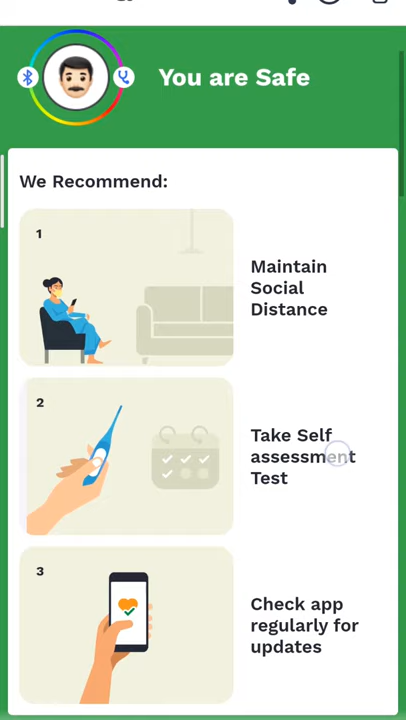 You are Safe
We Recommend:
1
Maintain
Social
Distance
2
Take Self
assessment
Test
3
Check app
regularly for
updates